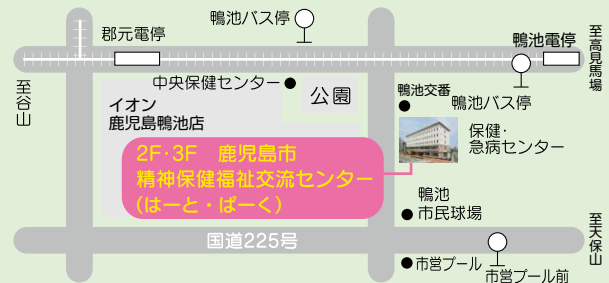 鴨池バス停
郡元電停
鴨池電停
至高見馬場
中央保健センター
公園
鴨池交番
鴨池バス停
至谷山
イオン
鹿児島鴨池店
保健・
急病センター
2F・3F 鹿児島市
精神保健福祉交流センター
(はーと・ぱーく)
鴨池
市民球場
国道225号
至天保山
市営プール
市営プール前